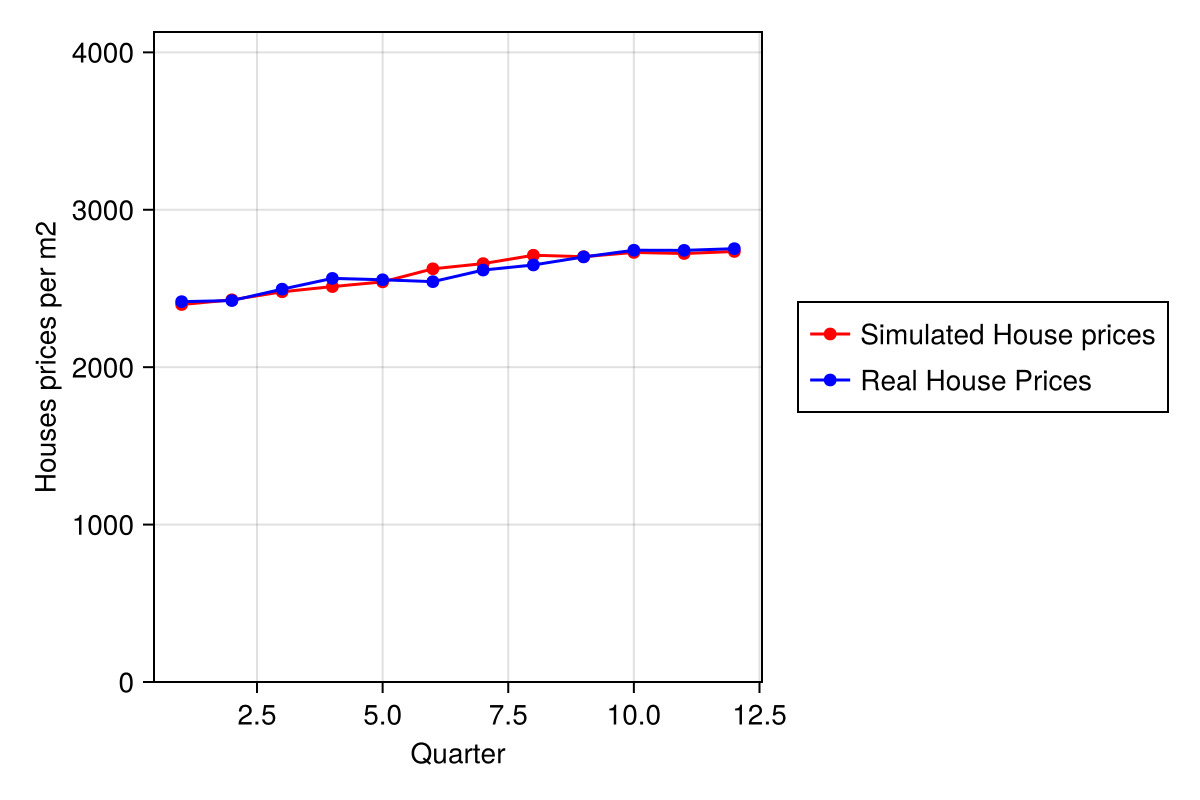 4000
3000
2000
1000
0
Houses prices per m2
2.5 5.0 7.5 10.0 12.5
Quarter
Simulated House prices
Real House Prices